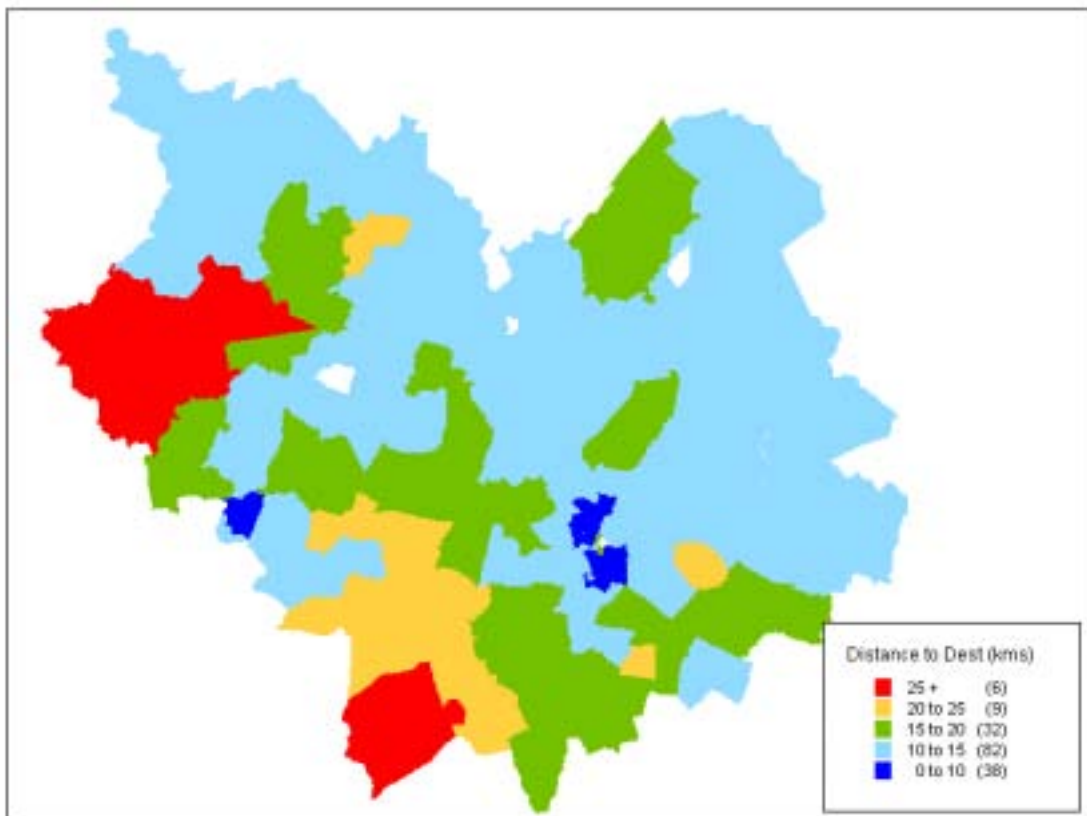 Distance to Dest (kms)
25 + (6)
20 to 25 (9)
15 to 20 (32)
10 to 15 (82)
0 to 10 (38)